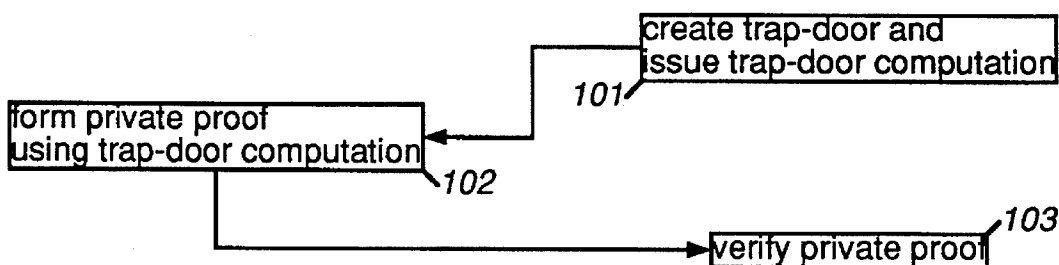 create trap-door and
issue trap-door computation
101
form private proof
using trap-door computation
102
103
verify private proof